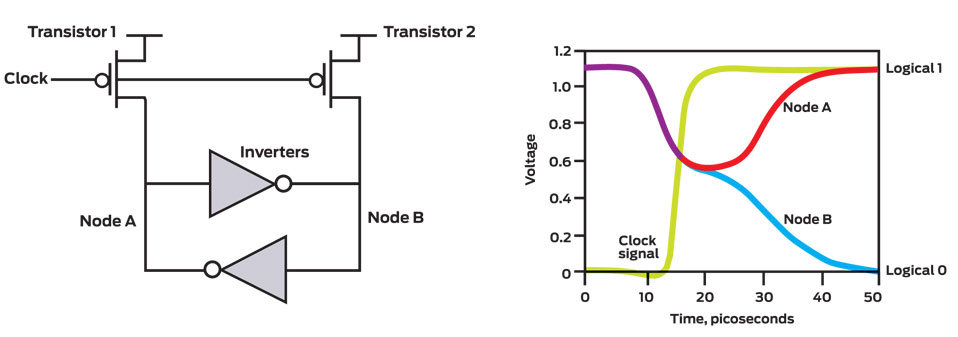 Transistor 1
Transistor 2
Clock
Inverters
Node A
Node B
Voltage
1.2
1.0
0.8
0.6
0.4
0.2
0
Logical 1
Node A
Node B
Clock
signal
Logical 0
0
10
20
30
40
50
Time, picoseconds